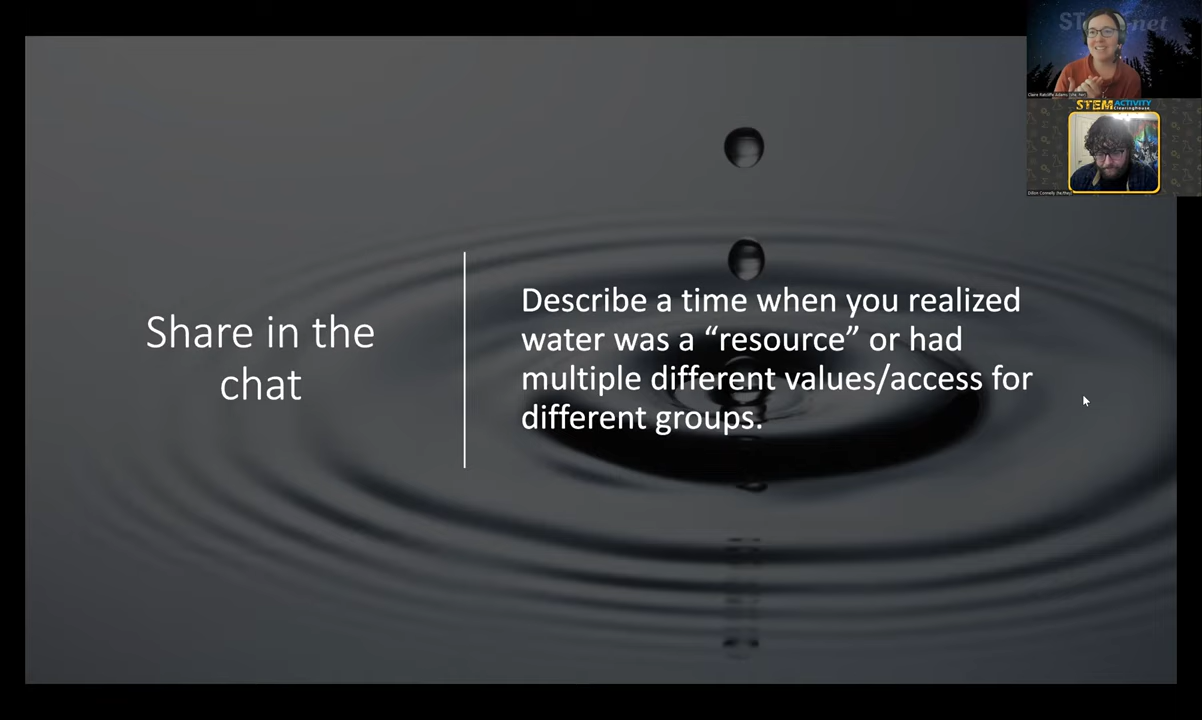 Share in the
chat
Describe a time when you realized
water was a “resource” or had
multiple different values/access for
different groups.
STEM ACTIVITY
Clearinghouse